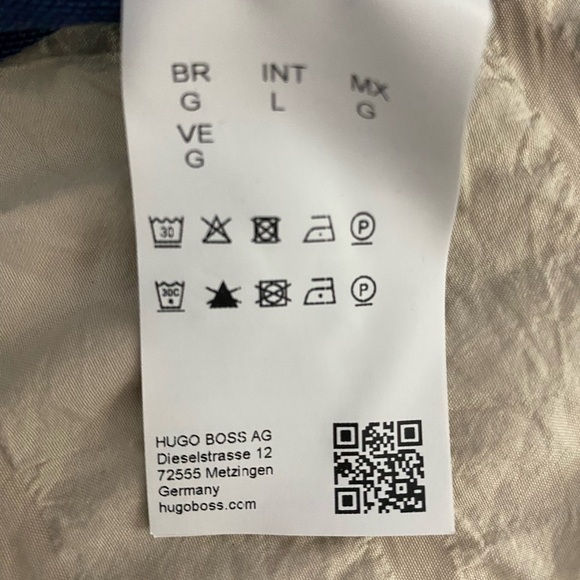 BR INT MX
G L G
VE
G
30 P
30C P
HUGO BOSS AG
Dieselstrasse 12
72555 Metzingen
Germany
hugoboss.com